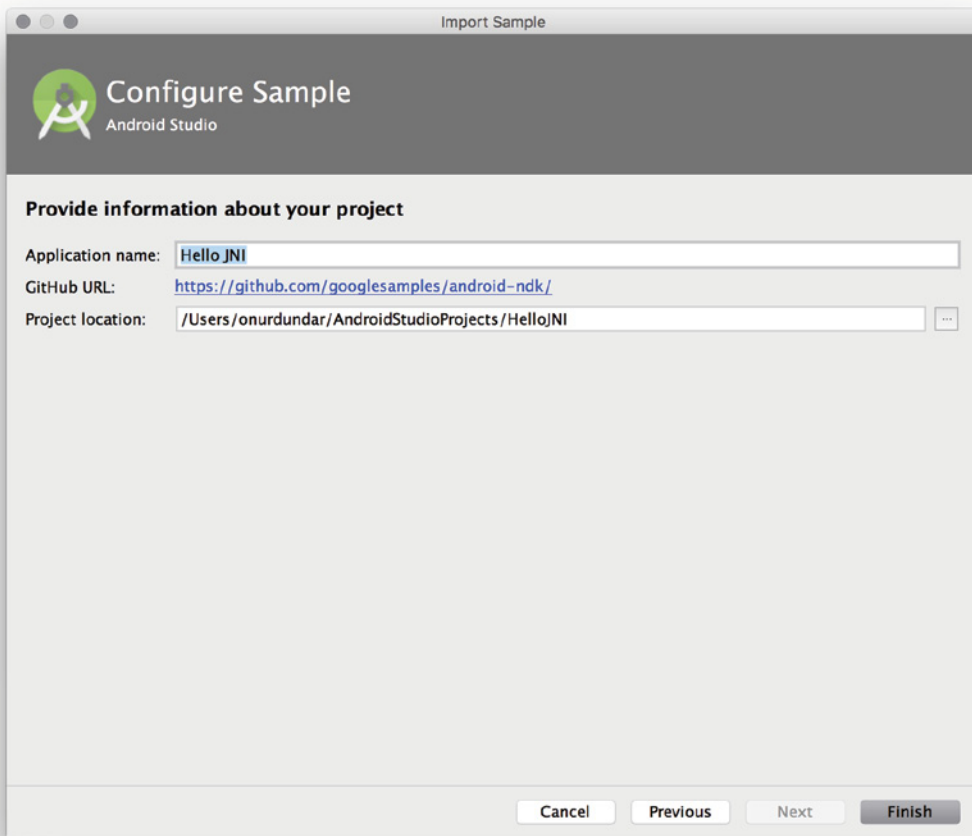 Import Sample
Configure Sample
Android Studio
Provide information about your project
Application name: Hello JNI
GitHub URL: https://github.com/googlesamples/android-ndk/
Project location: /Users/onurdundar/AndroidStudioProjects/HelloJNI ...
Cancel Previous Next Finish